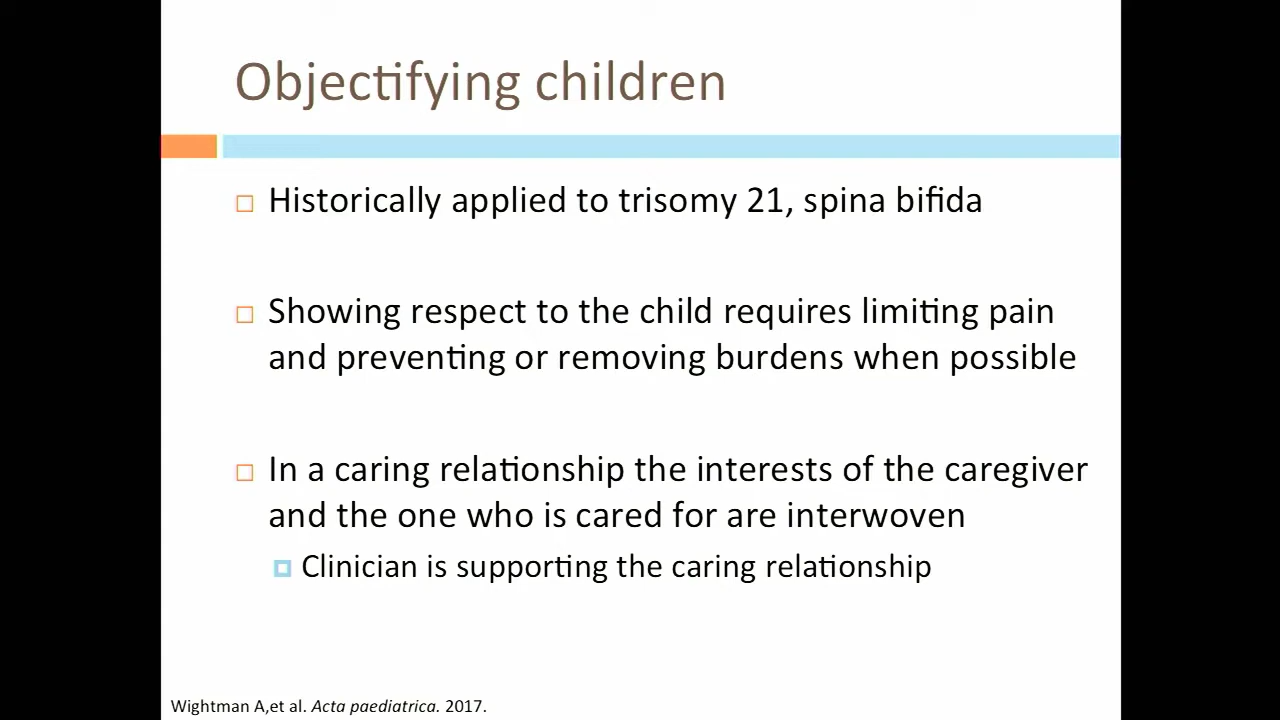 Objectifying children
Historically applied to trisomy 21, spina bifida
Showing respect to the child requires limiting pain
and preventing or removing burdens when possible
In a caring relationship the interests of the caregiver
and the one who is cared for are interwoven
Clinician is supporting the caring relationship
Wightman A,et al. Acta paediatrica. 2017.